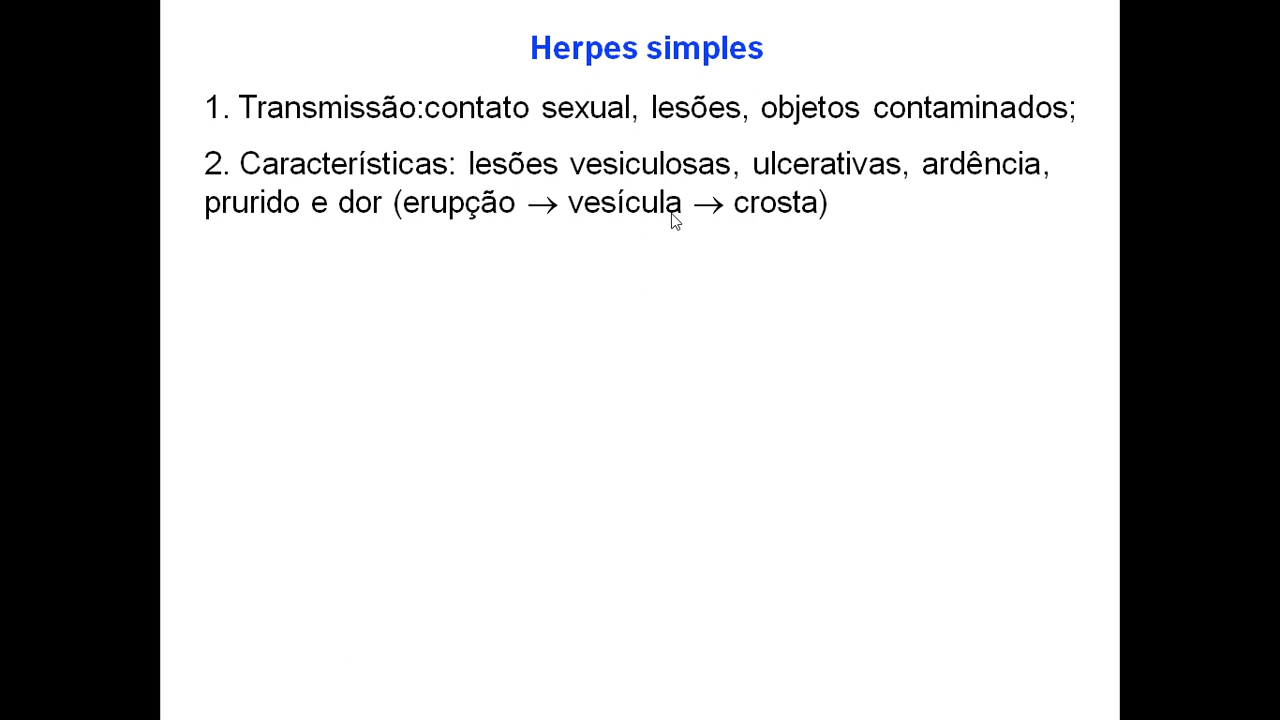 Herpes simples
1. Transmissão:contato sexual, lesões, objetos contaminados;
2. Características: lesões vesiculosas, ulcerativas, ardência,
prurido e dor (erupção → vesícula → crosta)